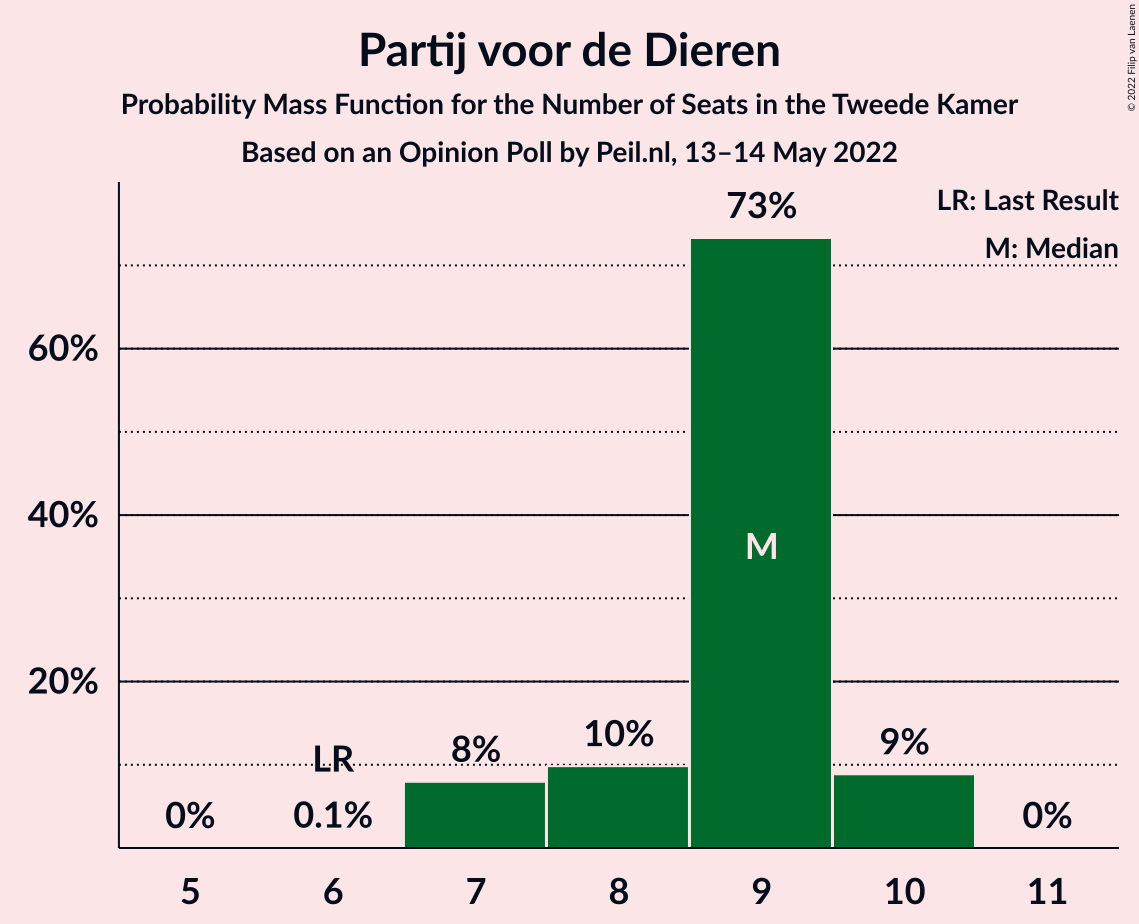 Partij voor de Dieren
Probability Mass Function for the Number of Seats in the Tweede Kamer
Based on an Opinion Poll by Peil.nl, 13–14 May 2022
© 2022 Filip van Laenen
LR: Last Result
M: Median
73%
60%
40%
20%
M
LR
0%
0.1%
8%
10%
9%
0%
5 6 7 8 9 10 11